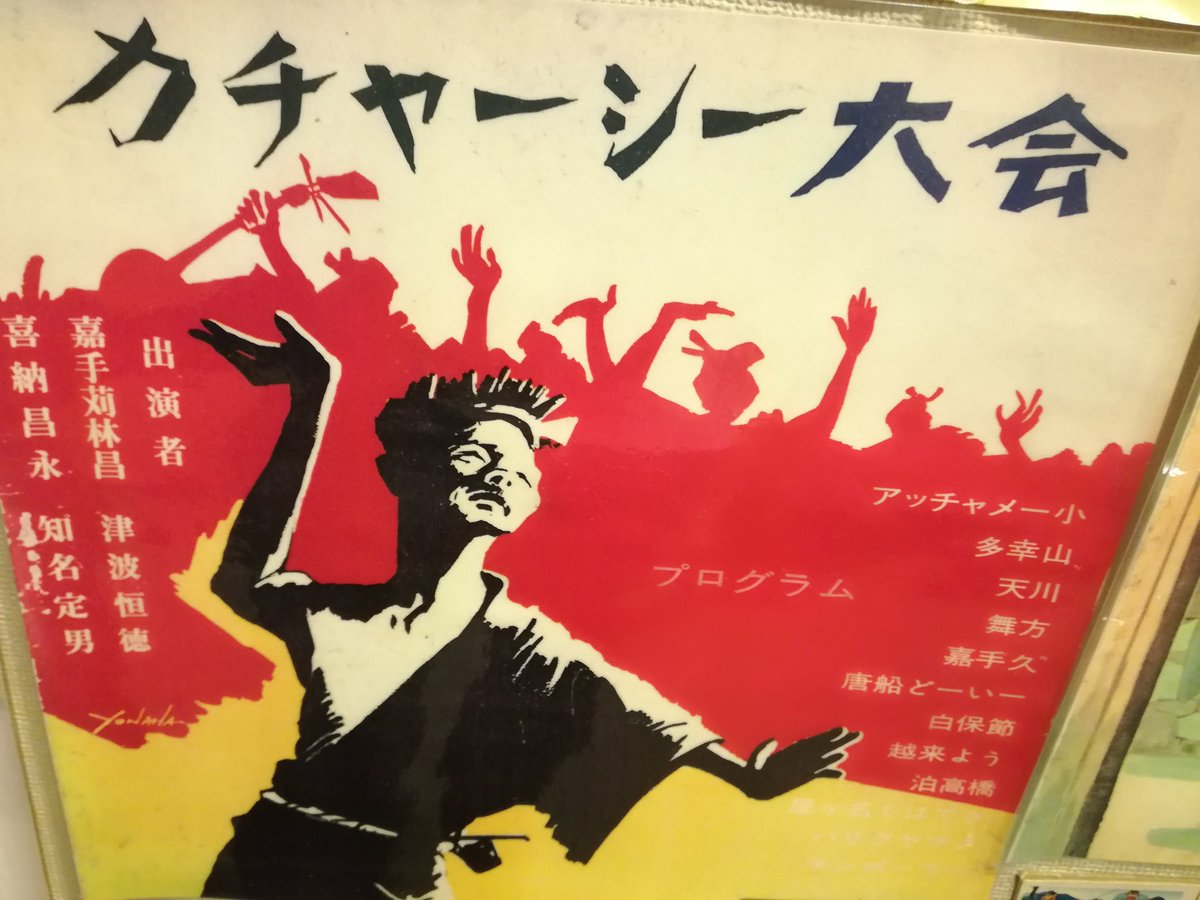 カチャーシー大会
出演者
嘉手苅林昌
喜納昌永
津波恒徳
知名定男
プログラム
アッチャメー小
多幸山
天川
舞方
嘉手久
唐船どーいー
白保節
越来よう
泊高橋
YONAHA